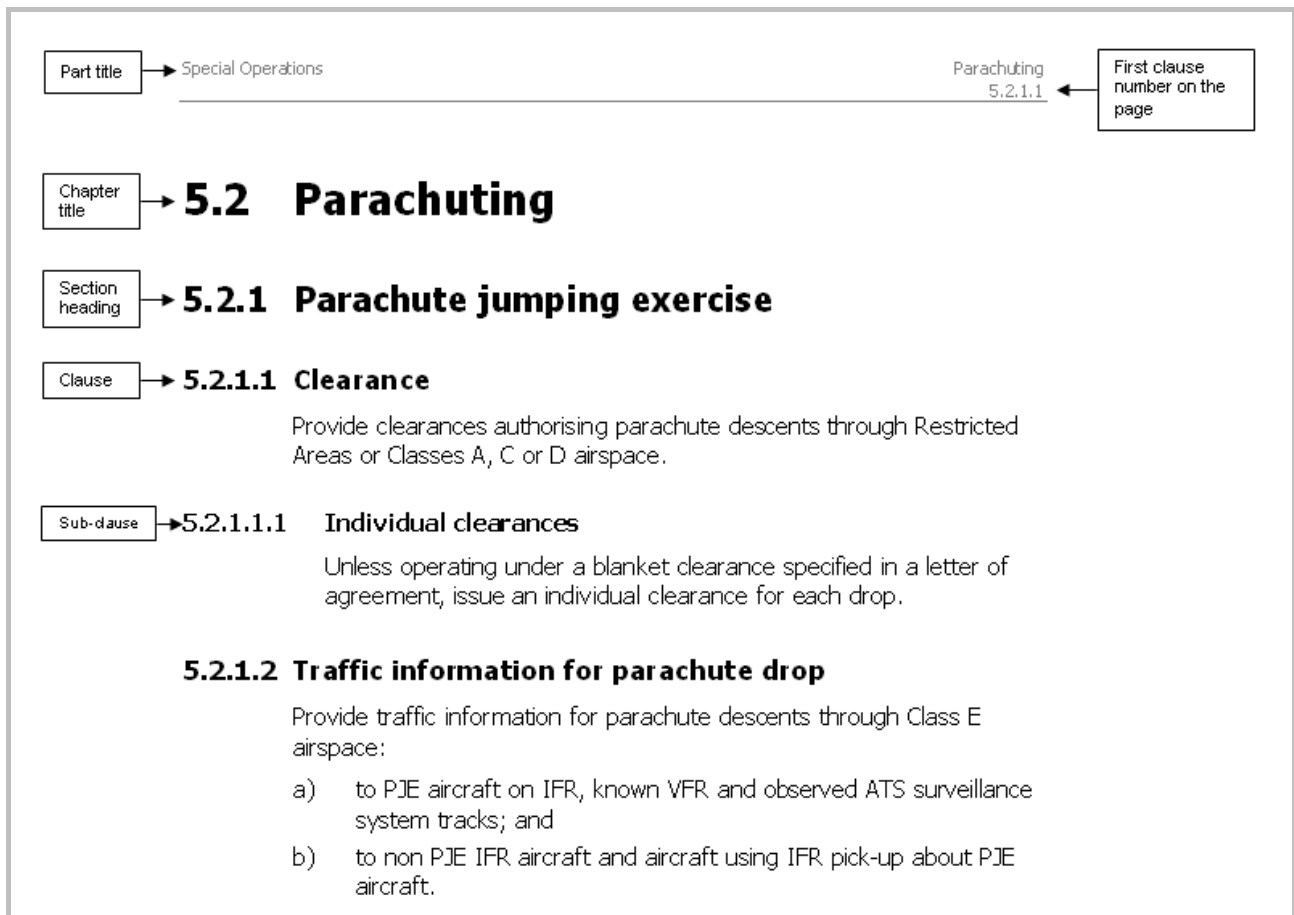 Part title
Special Operations
Parachuting
5.2.1.1
First clause
number on the
page
Chapter
title
5.2 Parachuting
Section
heading
5.2.1 Parachute jumping exercise
Clause
5.2.1.1 Clearance
Provide clearances authorising parachute descents through Restricted
Areas or Classes A, C or D airspace.
Sub-clause
5.2.1.1.1 Individual clearances
Unless operating under a blanket clearance specified in a letter of
agreement, issue an individual clearance for each drop.
5.2.1.2 Traffic information for parachute drop
Provide traffic information for parachute descents through Class E
airspace:
a) to PJE aircraft on IFR, known VFR and observed ATS surveillance
system tracks; and
b) to non PJE IFR aircraft and aircraft using IFR pick-up about PJE
aircraft.